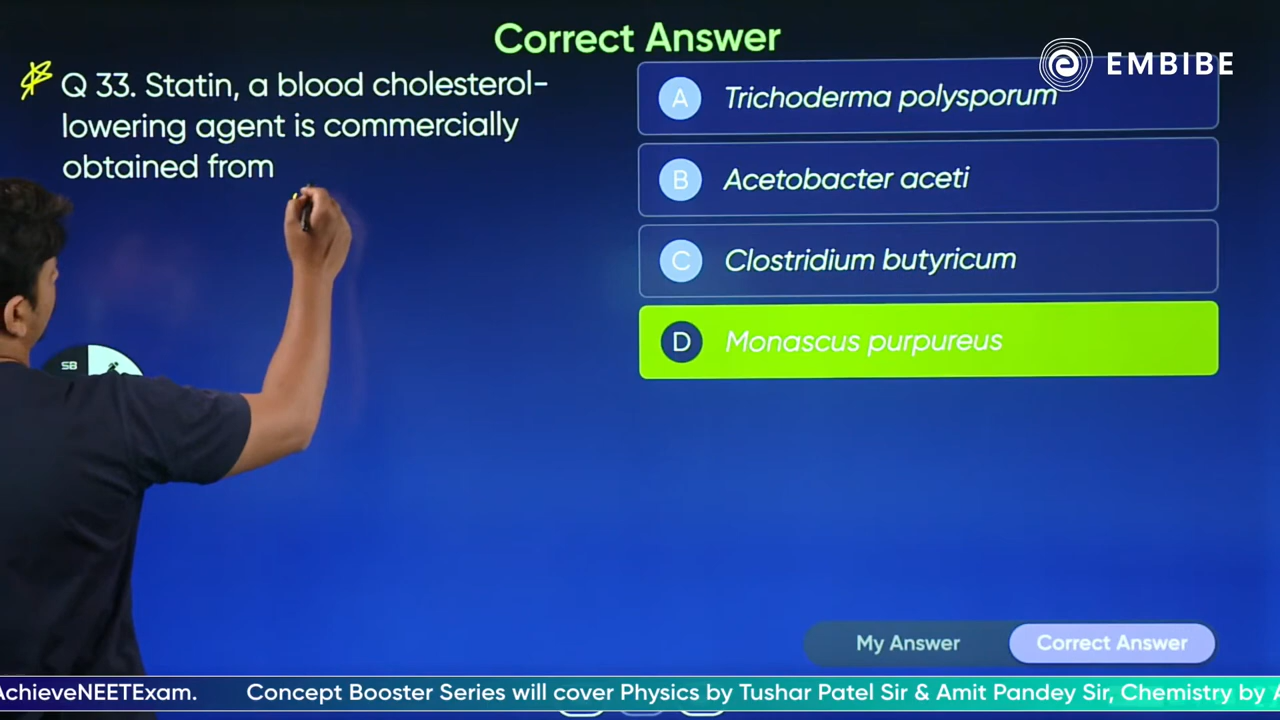 Correct Answer
EMBIBE
Q 33. Statin, a blood cholesterol-
lowering agent is commercially
obtained from
A Trichoderma polysporum
B Acetobacter aceti
C Clostridium butyricum
D Monascus purpureus
SB
My Answer
Correct Answer
AchieveNEETExam. Concept Booster Series will cover Physics by Tushar Patel Sir & Amit Pandey Sir, Chemistry by